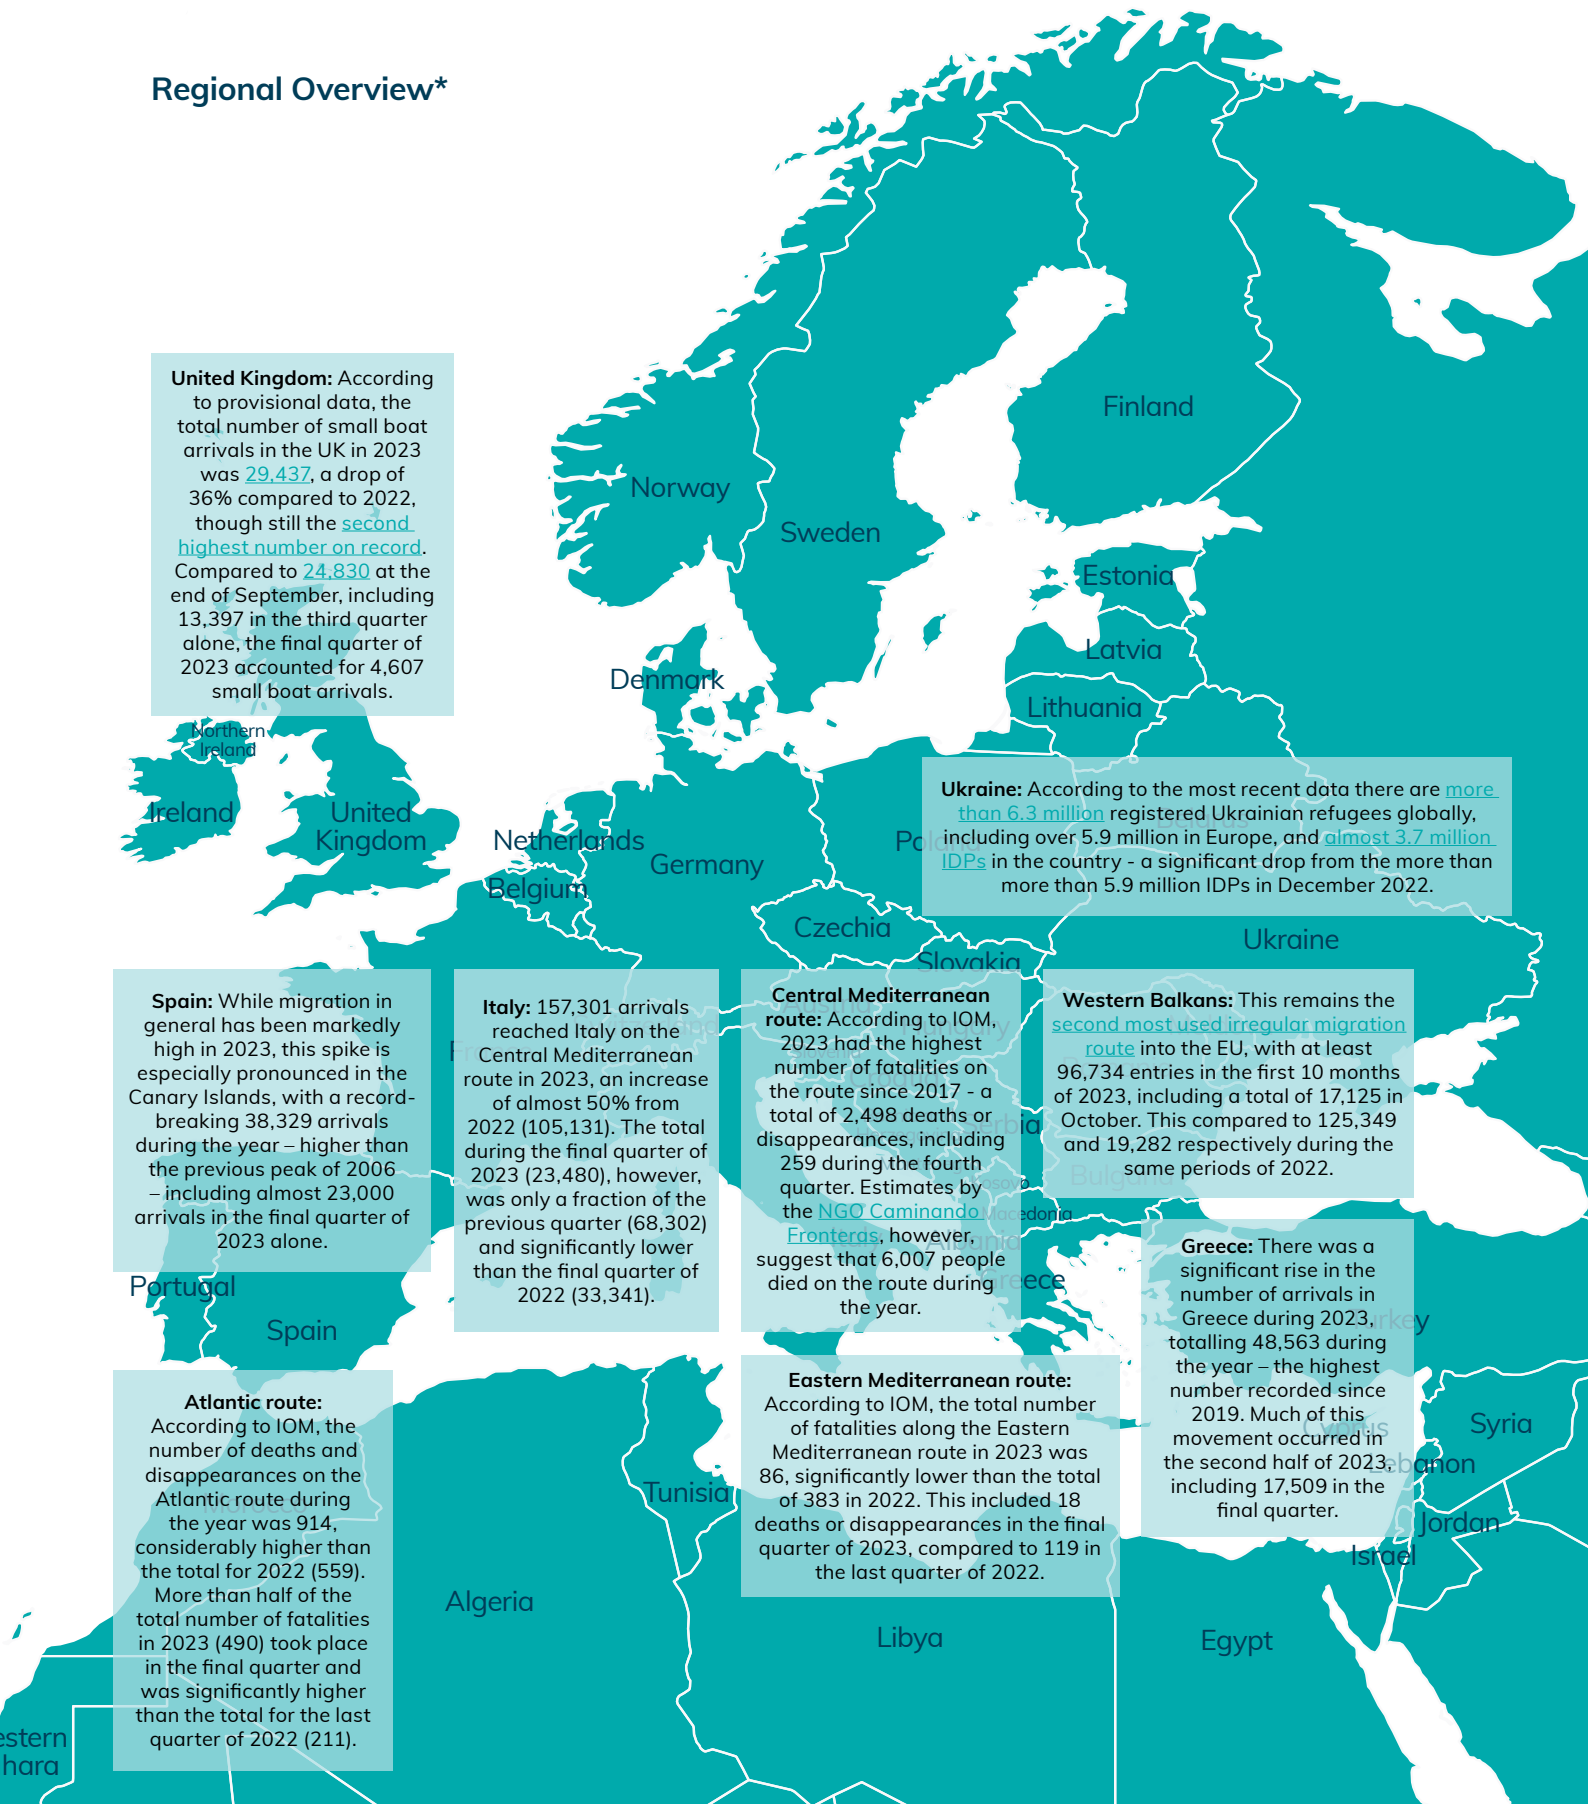 Regional Overview*
United Kingdom: According
to provisional data, the
total number of small boat
arrivals in the UK in 2023
was 29,437, a drop of
36% compared to 2022,
though still the second
highest number on record.
Compared to 24,830 at the
end of September, including
13,397 in the third quarter
alone, the final quarter of
2023 accounted for 4,607
small boat arrivals.
Finland
Norway
Sweden
Estonia
Latvia
Denmark
Lithuania
Northern
Ireland
Ireland
United
Kingdom
Netherlands
Germany
Belgium
Poland
Belarus
Ukraine: According to the most recent data there are more
than 6.3 million registered Ukrainian refugees globally,
including over 5.9 million in Europe, and almost 3.7 million
IDPs in the country - a significant drop from the more than
more than 5.9 million IDPs in December 2022.
Czechia
Slovakia
Ukraine
Spain: While migration in
general has been markedly
high in 2023, this spike is
especially pronounced in the
Canary Islands, with a record-
breaking 38,329 arrivals
during the year – higher than
the previous peak of 2006
– including almost 23,000
arrivals in the final quarter of
2023 alone.
Italy: 157,301 arrivals
reached Italy on the
Central Mediterranean
route in 2023, an increase
of almost 50% from
2022 (105,131). The total
during the final quarter of
2023 (23,480), however,
was only a fraction of the
previous quarter (68,302)
and significantly lower
than the final quarter of
2022 (33,341).
Central Mediterranean
route: According to IOM,
2023 had the highest
number of fatalities on
the route since 2017 - a
total of 2,498 deaths or
disappearances, including
259 during the fourth
quarter. Estimates by
the NGO Caminando
Fronteras, however,
suggest that 6,007 people
died on the route during
the year.
Western Balkans: This remains the
second most used irregular migration
route into the EU, with at least
96,734 entries in the first 10 months
of 2023, including a total of 17,125 in
October. This compared to 125,349
and 19,282 respectively during the
same periods of 2022.
Austria
Hungary
Slovenia
Croatia
Serbia
Kosovo
Bulgaria
Macedonia
Italy
Albania
Greece
Turkey
Portugal
Spain
Greece: There was a
significant rise in the
number of arrivals in
Greece during 2023,
totalling 48,563 during
the year – the highest
number recorded since
2019. Much of this
movement occurred in
the second half of 2023,
including 17,509 in the
final quarter.
Atlantic route:
According to IOM, the
number of deaths and
disappearances on the
Atlantic route during
the year was 914,
considerably higher than
the total for 2022 (559).
More than half of the
total number of fatalities
in 2023 (490) took place
in the final quarter and
was significantly higher
than the total for the last
quarter of 2022 (211).
Eastern Mediterranean route:
According to IOM, the total number
of fatalities along the Eastern
Mediterranean route in 2023 was
86, significantly lower than the total
of 383 in 2022. This included 18
deaths or disappearances in the final
quarter of 2023, compared to 119 in
the last quarter of 2022.
Cyprus
Syria
Lebanon
Morocco
Tunisia
Jordan
Israel
Algeria
Libya
Egypt
estern
hara